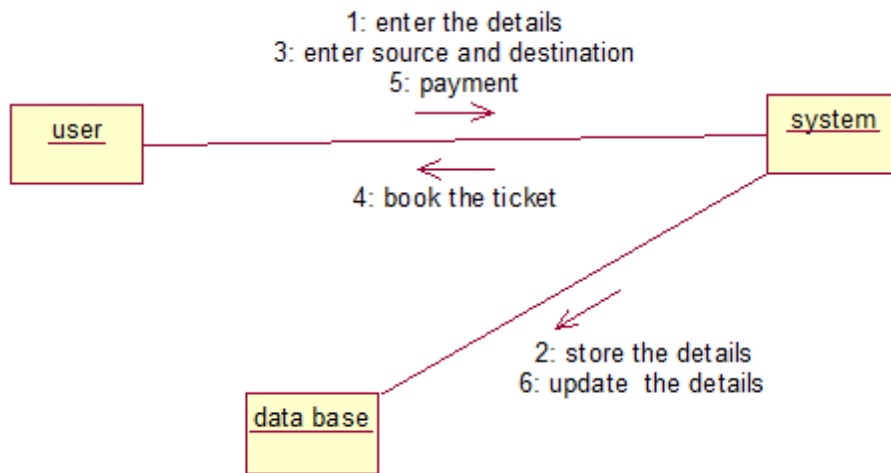 1: enter the details
3: enter source and destination
5: payment
user
system
4: book the ticket
2: store the details
6: update  the details
data base